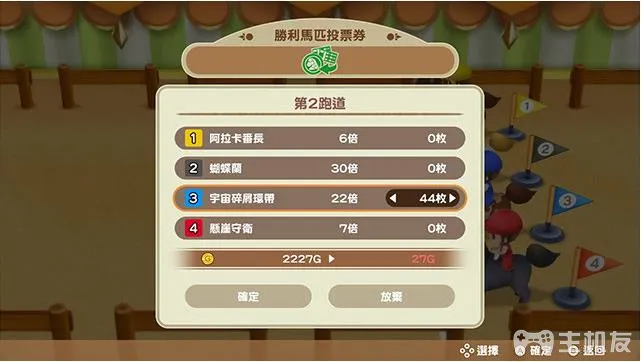 勝利馬匹投票券
第2跑道
1 阿拉卡番長 6倍 0枚
2 蝴蝶蘭 30倍 0枚
3 宇宙碎屑環帶 22倍 44枚
4 懸崖守衛 7倍 0枚
G 2227G 27G
確定 放棄
1
2
3
4
選擇 A 確定 B 返回
主机友